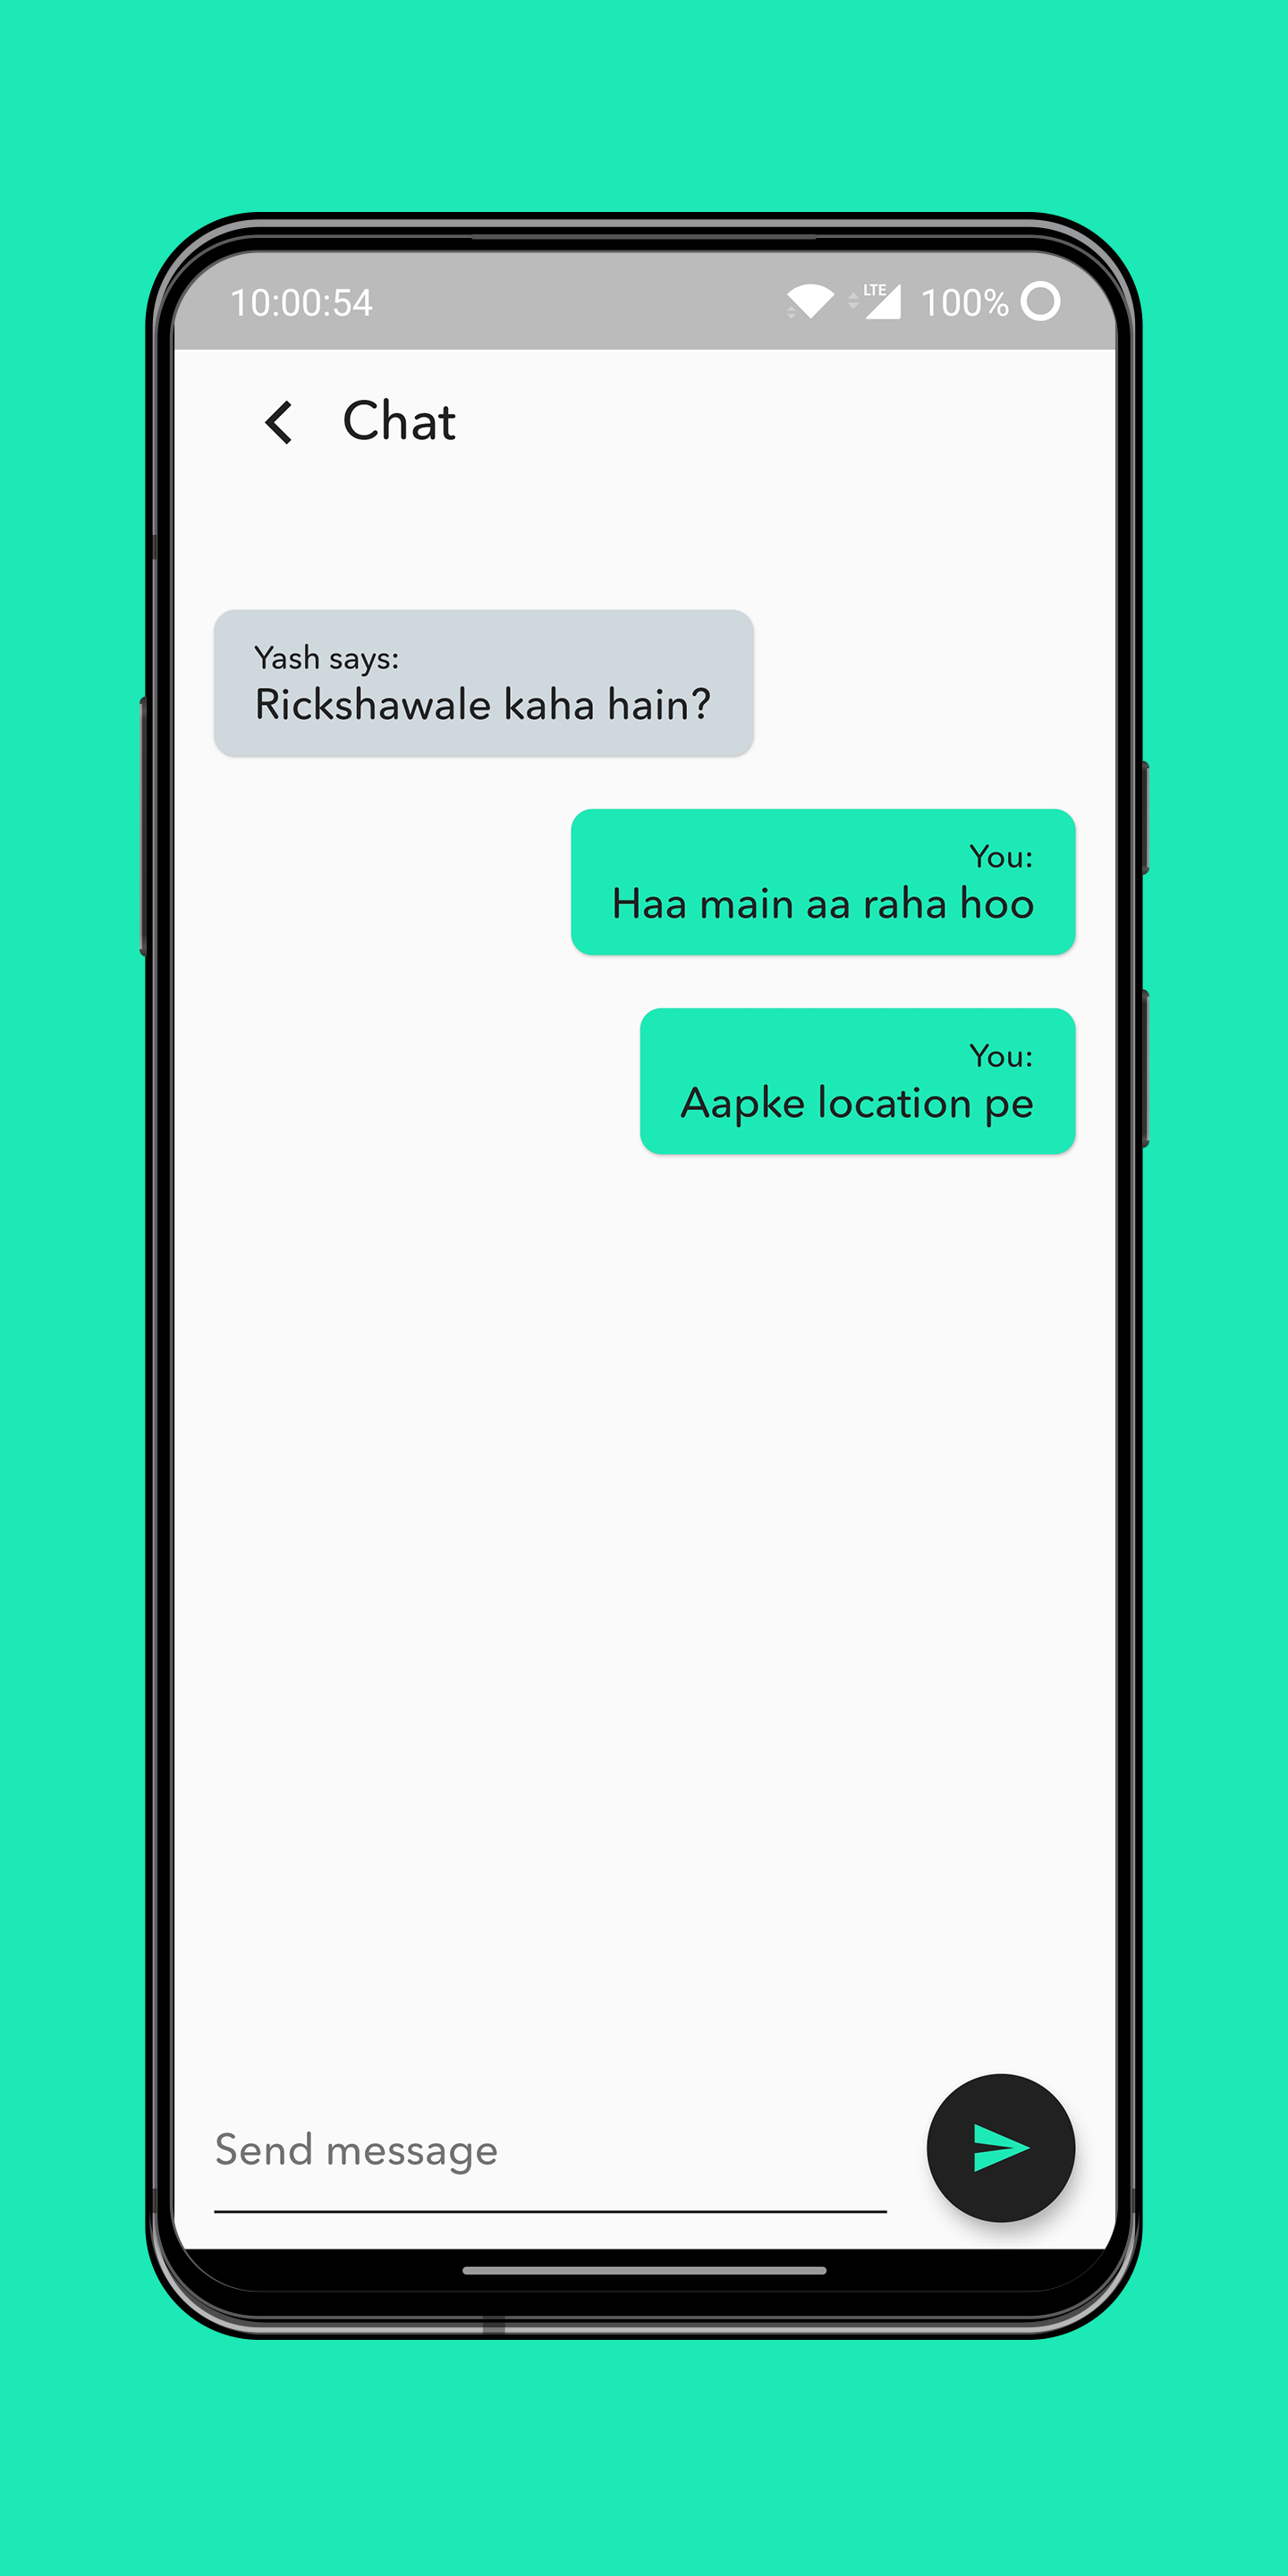 10:00:54 LTE 100%
Chat
Yash says:
Rickshawale kaha hain?
You:
Haa main aa raha hoo
You:
Aapke location pe
Send message